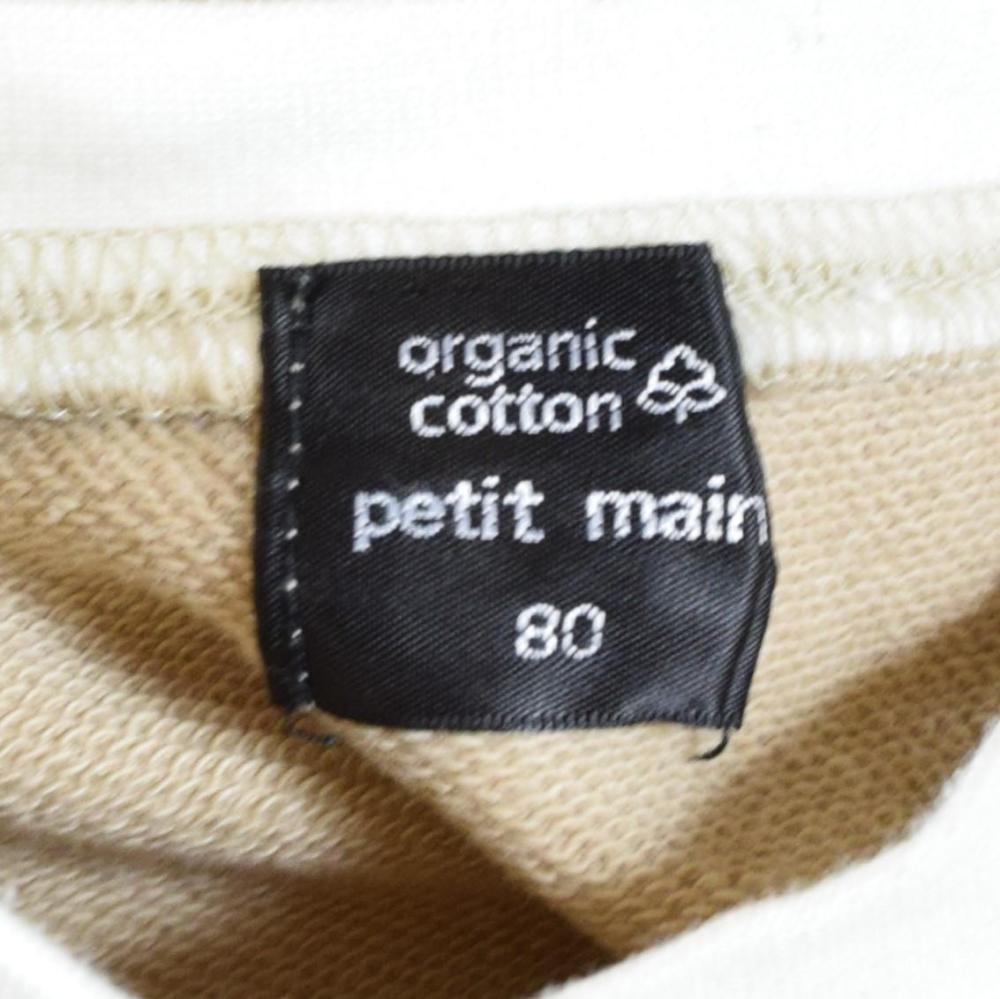 organic
cotton
petit main
80